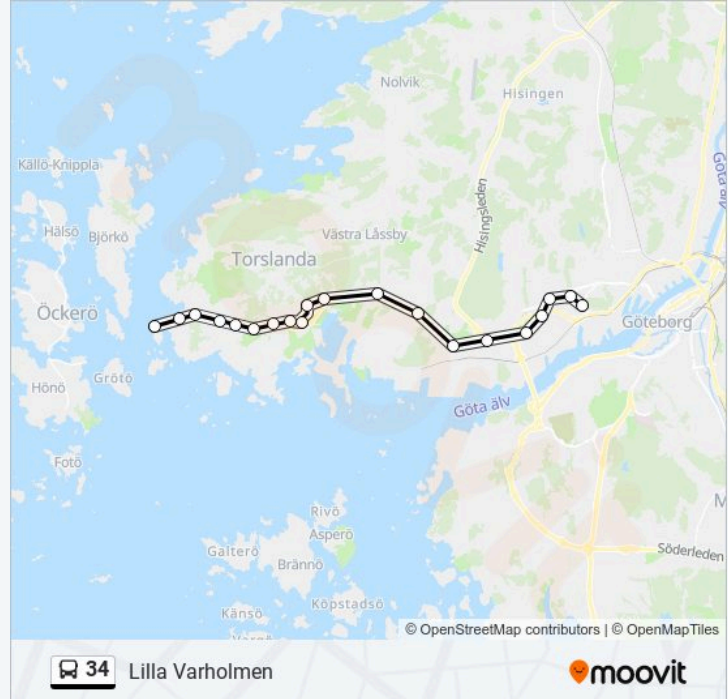 Nolvik
Hisingen
Källö-Knippla
Göta älv
Hisingsleden
Hälsö
Björkö
Västra Låssby
Torslanda
Öckerö
Göteborg
Hönö
Grötö
Göta älv
Fotö
Rivö
Asperö
Galterö
Brännö
Söderleden
Känsö
Köpstadsö
© OpenStreetMap contributors | © OpenMapTiles
34 Lilla Varholmen
moovit